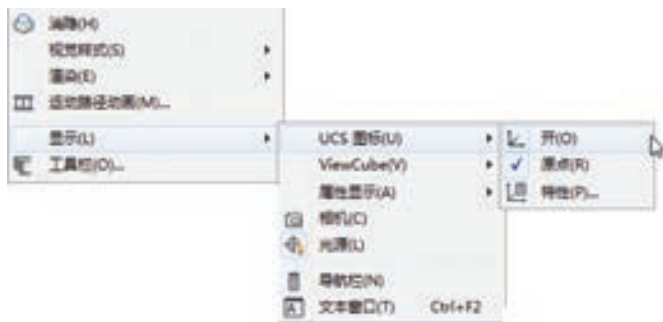 消隐(H)
视觉样式(S)
渲染(E)
运动路径动画(M)...
显示(L)
工具栏(O)...
UCS 图标(U)
ViewCube(V)
属性显示(A)
相机(C)
光源(L)
导航栏(N)
文本窗口(T) Ctrl+F2
开(O)
原点(R)
特性(P)...